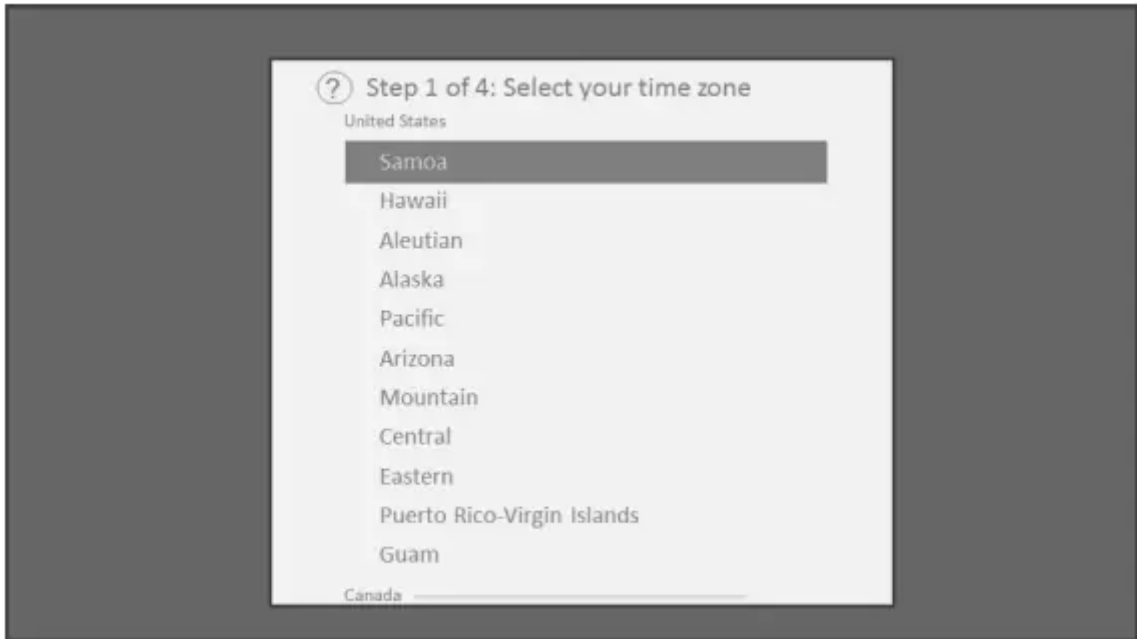 ? Step 1 of 4: Select your time zone
United States
Samoa
Hawaii
Aleutian
Alaska
Pacific
Arizona
Mountain
Central
Eastern
Puerto Rico-Virgin Islands
Guam
Canada